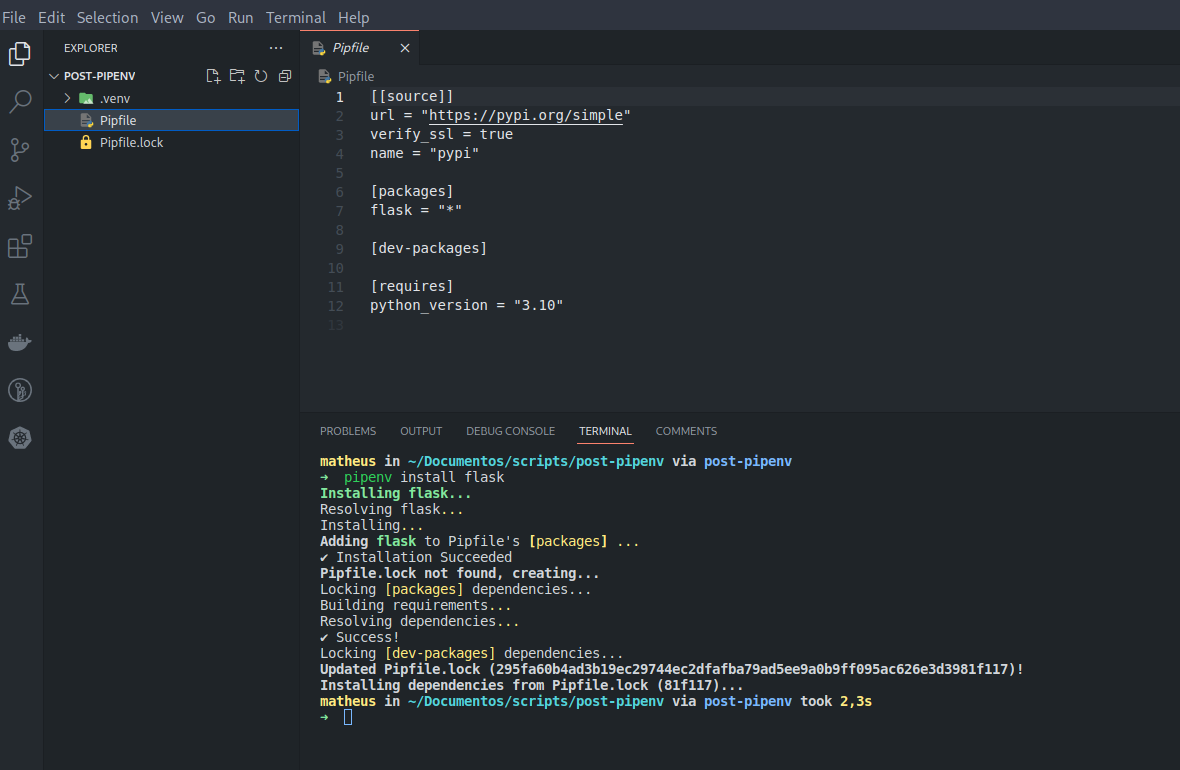 File Edit Selection View Go Run Terminal Help
EXPLORER
POST-PIPENV
.venv
Pipfile
Pipfile.lock
Pipfile
Pipfile
1 [[source]]
2 url = "https://pypi.org/simple"
3 verify_ssl = true
4 name = "pypi"
5
6 [packages]
7 flask = "*"
8
9 [dev-packages]
10
11 [requires]
12 python_version = "3.10"
13
PROBLEMS OUTPUT DEBUG CONSOLE TERMINAL COMMENTS
matheus in ~/Documentos/scripts/post-pipenv via post-pipenv
➜ pipenv install flask
Installing flask...
Resolving flask...
Installing...
Adding flask to Pipfile's [packages] ...
✔ Installation Succeeded
Pipfile.lock not found, creating...
Locking [packages] dependencies...
Building requirements...
Resolving dependencies...
✔ Success!
Locking [dev-packages] dependencies...
Updated Pipfile.lock (295fa60b4ad3b19ec29744ec2dfafba79ad5ee9a0b9ff095ac626e3d3981f117)!
Installing dependencies from Pipfile.lock (81f117)...
matheus in ~/Documentos/scripts/post-pipenv via post-pipenv took 2,3s
➜